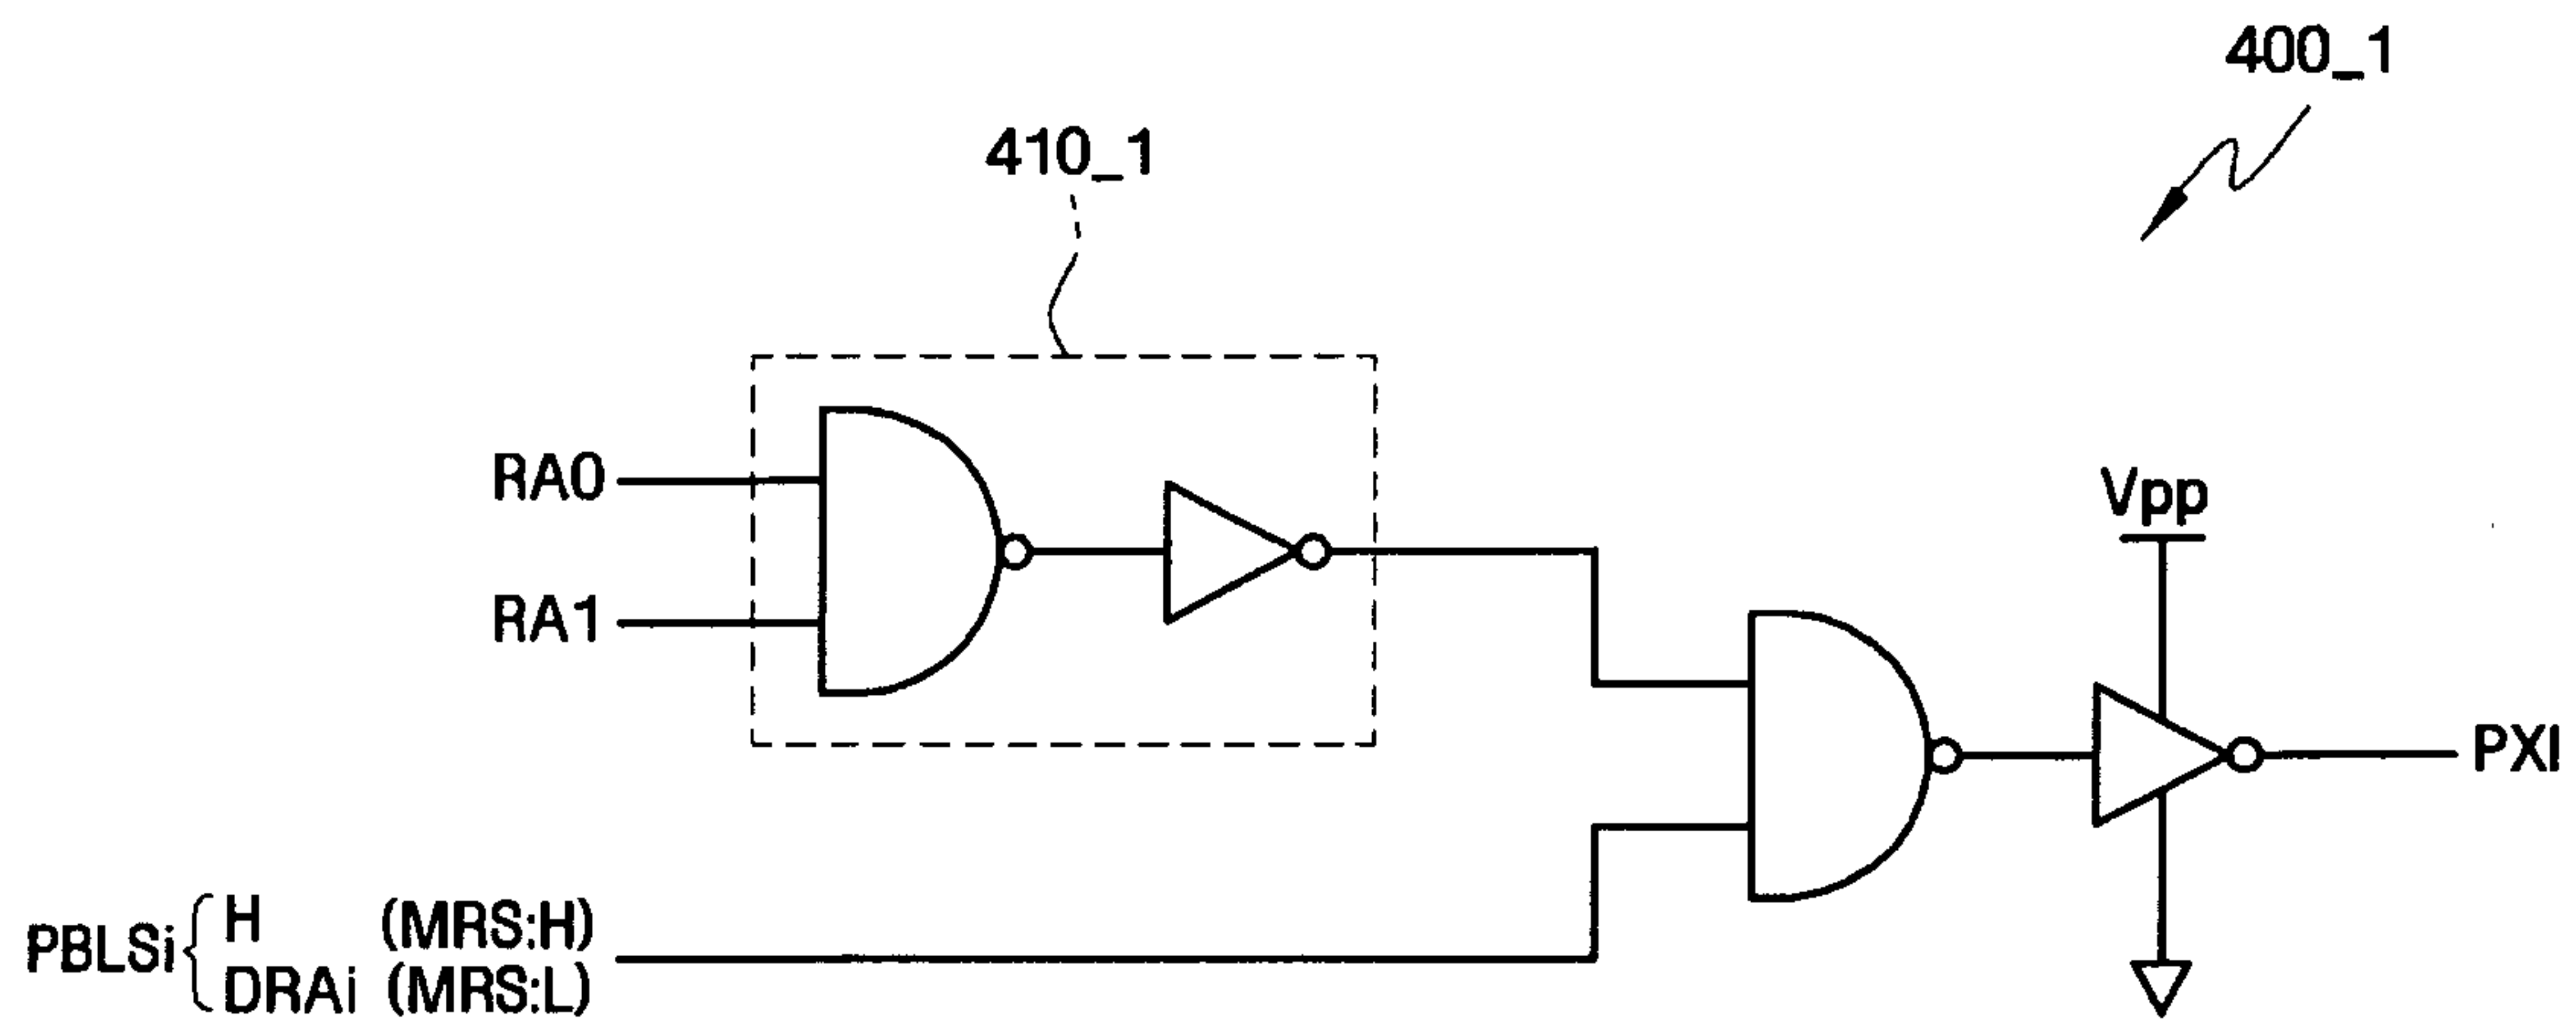 400_1
410_1
RA0
RA1
Vpp
PXI
PBLSi
H (MRS:H)
DRAi (MRS:L)